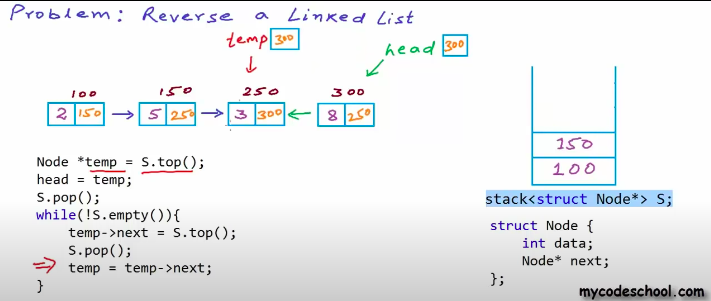 Problem: Reverse a Linked List
temp 300
head 300
100 150 250 300
2 150 5 250 3 300 8 250
Node *temp = S.top();
head = temp;
S.pop();
while(!S.empty()){
temp->next = S.top();
S.pop();
temp = temp->next;
}
150
100
stack<struct Node*> S;
struct Node {
int data;
Node* next;
};
mycodeschool.com